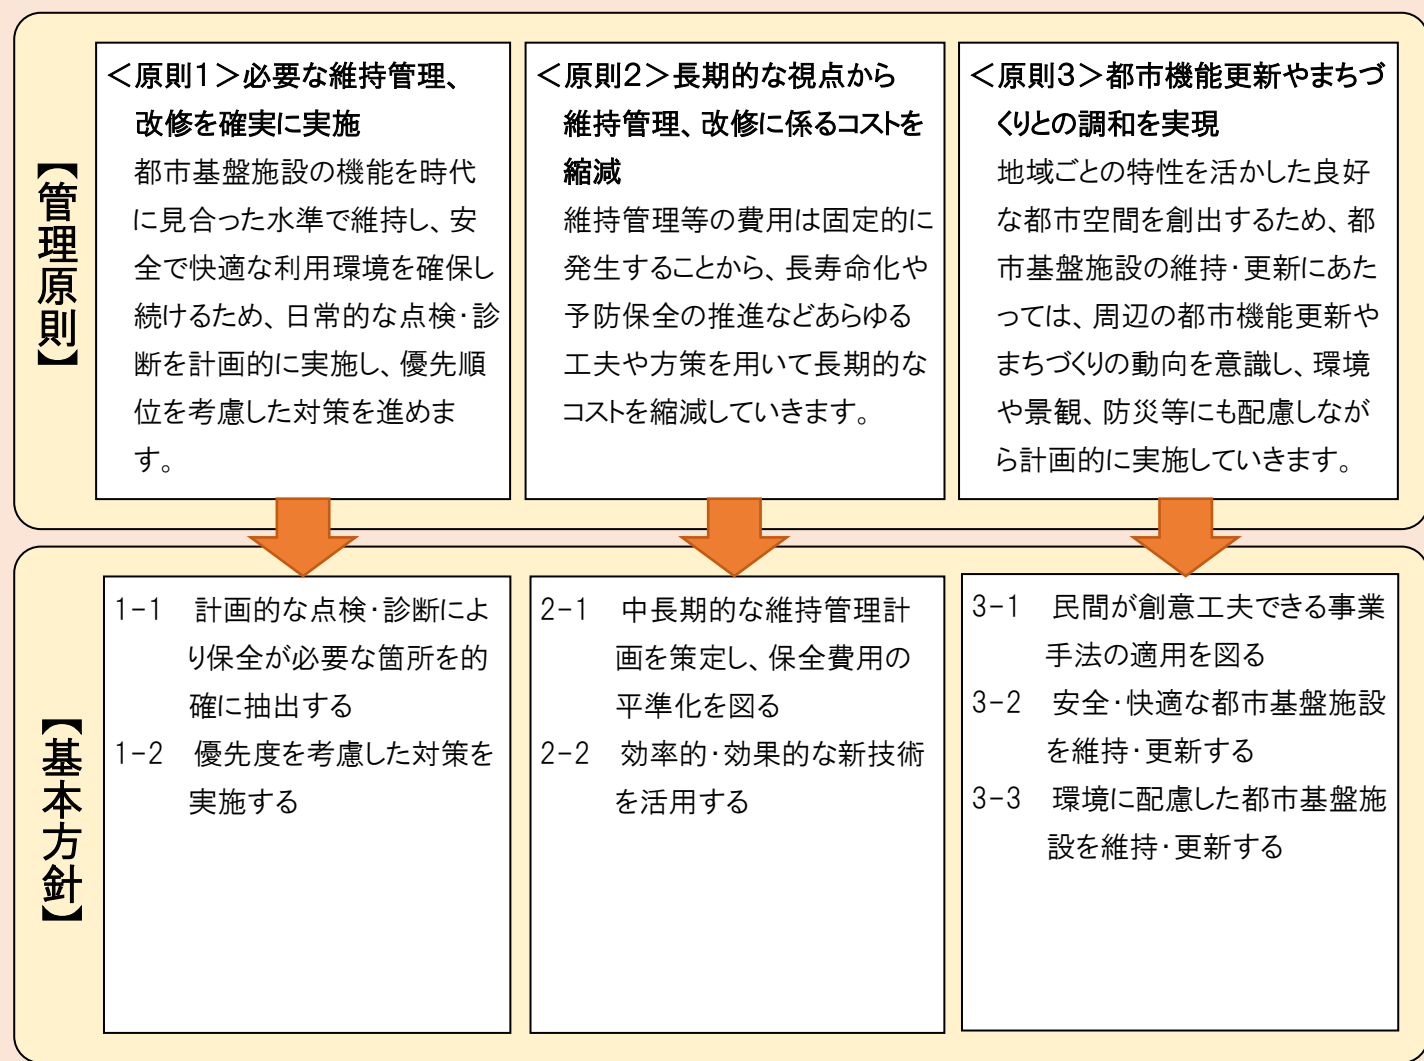 【管理原則】
＜原則1＞必要な維持管理、
改修を確実に実施
都市基盤施設の機能を時代
に見合った水準で維持し、安
全で快適な利用環境を確保し
続けるため、日常的な点検・診
断を計画的に実施し、優先順
位を考慮した対策を進めま
す。
＜原則2＞長期的な視点から
維持管理、改修に係るコストを
縮減
維持管理等の費用は固定的に
発生することから、長寿命化や
予防保全の推進などあらゆる
工夫や方策を用いて長期的な
コストを縮減していきます。
＜原則3＞都市機能更新やまちづ
くりとの調和を実現
地域ごとの特性を活かした良好
な都市空間を創出するため、都
市基盤施設の維持・更新にあた
っては、周辺の都市機能更新や
まちづくりの動向を意識し、環境
や景観、防災等にも配慮しなが
ら計画的に実施していきます。
【基本方針】
1-1　計画的な点検・診断によ
り保全が必要な箇所を的
確に抽出する
1-2　優先度を考慮した対策を
実施する
2-1　中長期的な維持管理計
画を策定し、保全費用の
平準化を図る
2-2　効率的・効果的な新技術
を活用する
3-1　民間が創意工夫できる事業
手法の適用を図る
3-2　安全・快適な都市基盤施設
を維持・更新する
3-3　環境に配慮した都市基盤施
設を維持・更新する